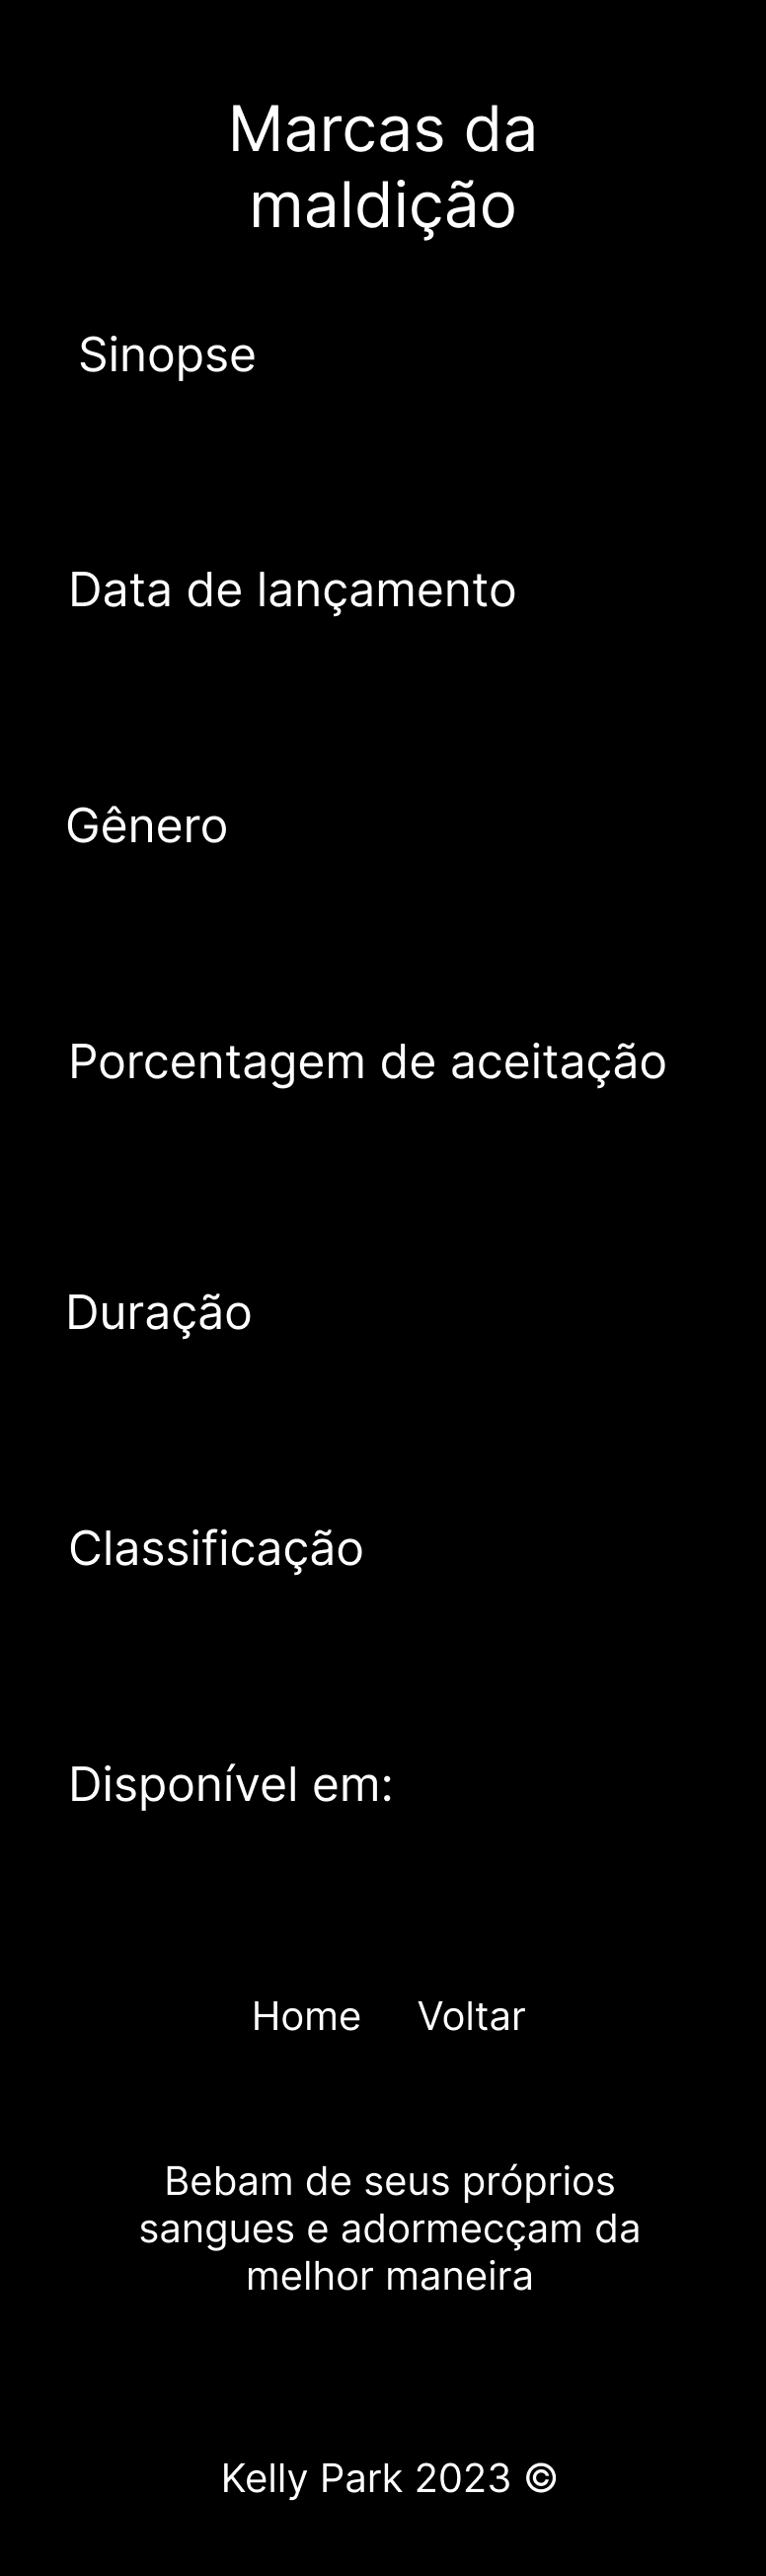 Marcas da
maldição
Sinopse
Data de lançamento
Gênero
Porcentagem de aceitação
Duração
Classificação
Disponível em:
Home Voltar
Bebam de seus próprios
sangues e adormecçam da
melhor maneira
Kelly Park 2023 ©